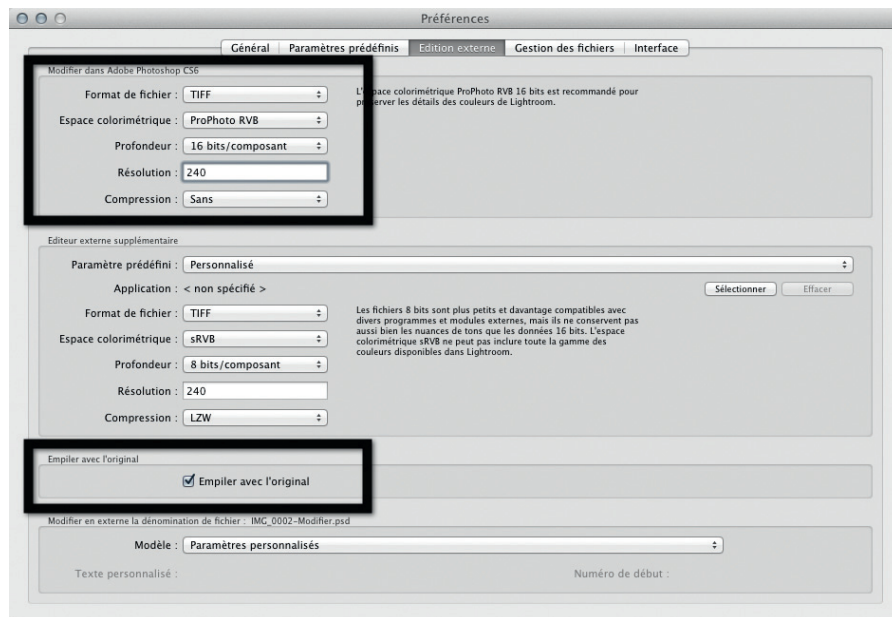 Préférences
Général Paramètres prédéfinis Edition externe Gestion des fichiers Interface
Modifier dans Adobe Photoshop CS6
Format de fichier : TIFF
Espace colorimétrique : ProPhoto RVB
Profondeur : 16 bits/composant
Résolution : 240
Compression : Sans
espace colorimétrique ProPhoto RVB 16 bits est recommandé pour
les détails des couleurs de Lightroom.
Editeur externe supplémentaire
Paramètre prédéfini : Personnalisé
Application : < non spécifié >
Sélectionner Effacer
Format de fichier : TIFF
Espace colorimétrique : sRVB
Profondeur : 8 bits/composant
Résolution : 240
Compression : LZW
Les fichiers 8 bits sont plus petits et davantage compatibles avec
divers programmes et modules externes, mais ils ne conservent pas
aussi bien les nuances de tons que les données 16 bits. L'espace
colorimétrique sRVB ne peut pas inclure toute la gamme des
couleurs disponibles dans Lightroom.
Empiler avec l'original
Empiler avec l'original
Modifier en externe la dénomination de fichier : IMG_0002-Modifier.psd
Modèle : Paramètres personnalisés
Texte personnalisé :
Numéro de début :